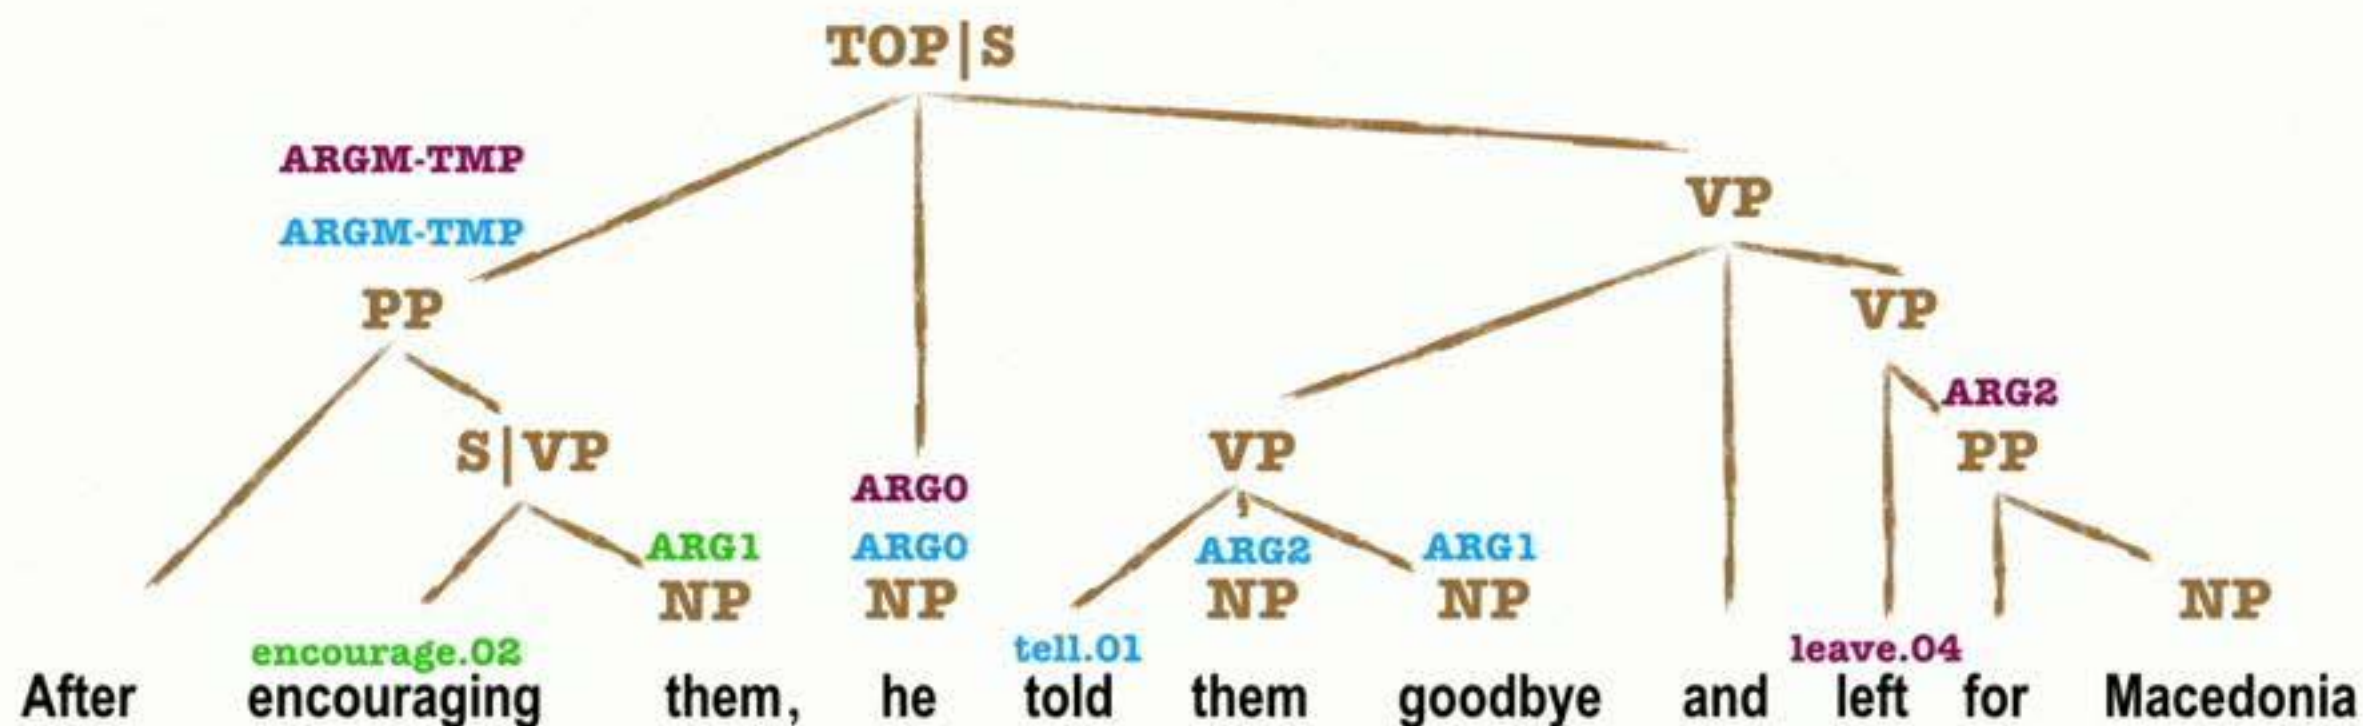 TOP|S
ARGM-TMP
VP
ARGM-TMP
PP
VP
ARG2
S|VP
VP
PP
ARG0
ARG1
ARG0
ARG2
ARG1
NP
NP
NP
NP
NP
encourage.02
tell.01
leave.04
After encouraging them, he told them goodbye and left for Macedonia